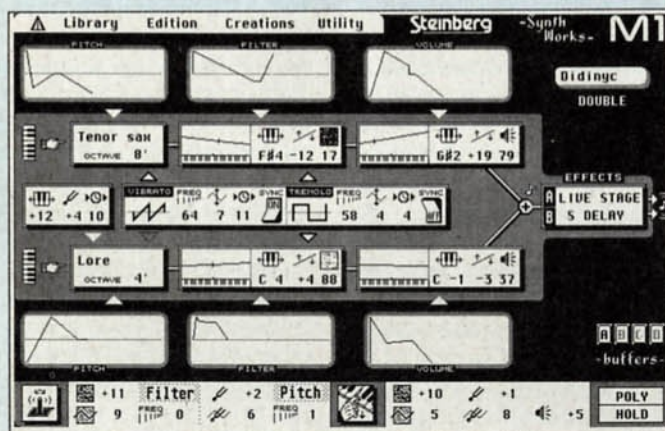 Library Edition Creations Utility Steinberg -Synth Works- M1
PITCH FILTER VOLUME
Didinyc
DOUBLE
Tenor sax
OCTAVE 8'
F#4 -12 17
G#2 +19 79
EFFECTS
A LIVE STAGE
B S DELAY
+12 +4 10
VIBRATO FREQ SYNC ON
64 7 11
TREMOLO FREQ SYNC OFF
58 4 4
Lore
OCTAVE 4'
C 4 +4 88
C -1 -3 37
A B C D
-buffers-
PITCH FILTER VOLUME
+11 Filter +2 Pitch +10 +1 POLY
9 FREQ 0 6 FREQ 1 5 8 +5 HOLD